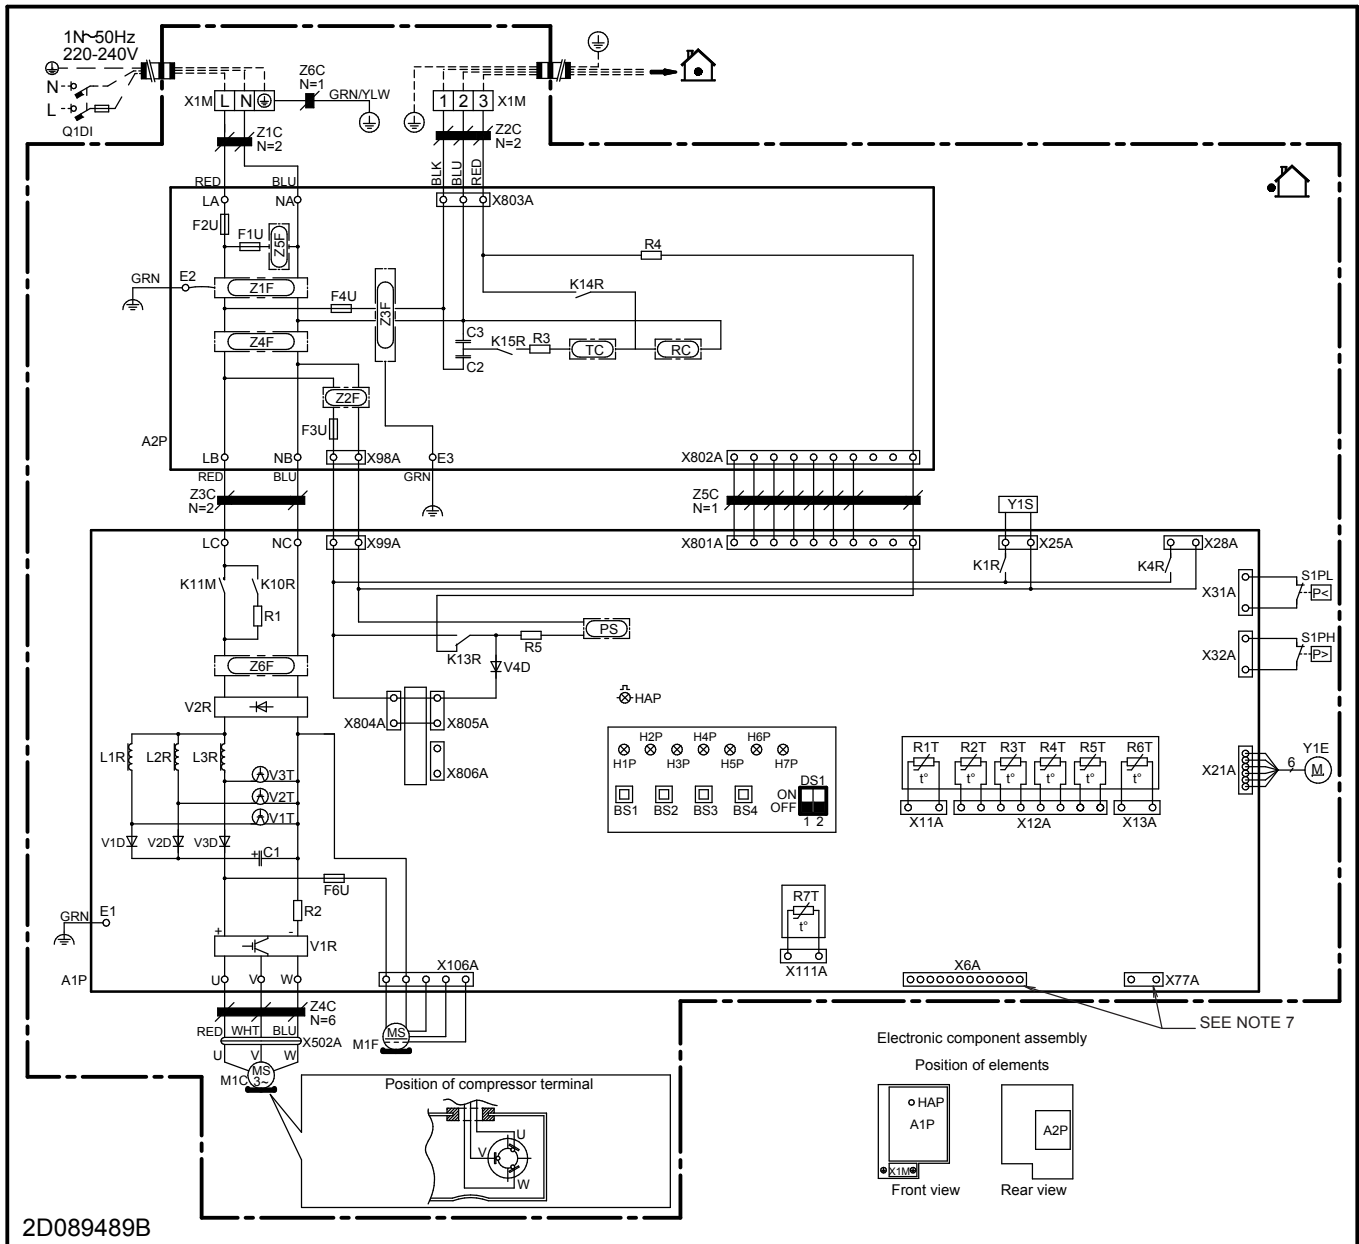 1N~50Hz
220-240V
N
L
Q1DI
X1M L N
Z6C
N=1
GRN/YLW
1 2 3 X1M
Z1C
N=2
Z2C
N=2
RED BLU
BLK BLU RED
LA NA
X803A
F2U
F1U
Z5F
R4
GRN E2
Z1F
F4U
Z3F
K14R
Z4F
C3
K15R R3 TC RC
C2
Z2F
F3U
A2P
LB NB X98A E3
X802A
RED BLU GRN
Z3C
N=2
Z5C
N=1
Y1S
LC NC X99A
X801A
X25A
X28A
K11M K10R
K1R
K4R
R1
X31A
S1PL
P<
PS
R5
K13R
V4D
X32A
S1PH
P>
Z6F
HAP
V2R
X804A X805A
X806A
L1R L2R L3R
V3T
V2T
V1T
H2P H4P H6P
H1P H3P H5P H7P
DS1
ON
OFF
1 2
BS1 BS2 BS3 BS4
R1T R2T R3T R4T R5T R6T
t° t° t° t° t° t°
X11A X12A X13A
X21A
6
Y1E
M
V1D V2D V3D
+ C1
F6U
R2
R7T
t°
X111A
GRN E1
+ -
V1R
A1P
U V W
X106A
X6A
X77A
Z4C
N=6
RED WHT BLU
X502A
U V W
M1C
MS
3~
M1F
MS
SEE NOTE 7
Position of compressor terminal
U
V
W
Electronic component assembly
Position of elements
HAP
A1P
X1M
A2P
Front view Rear view
2D089489B